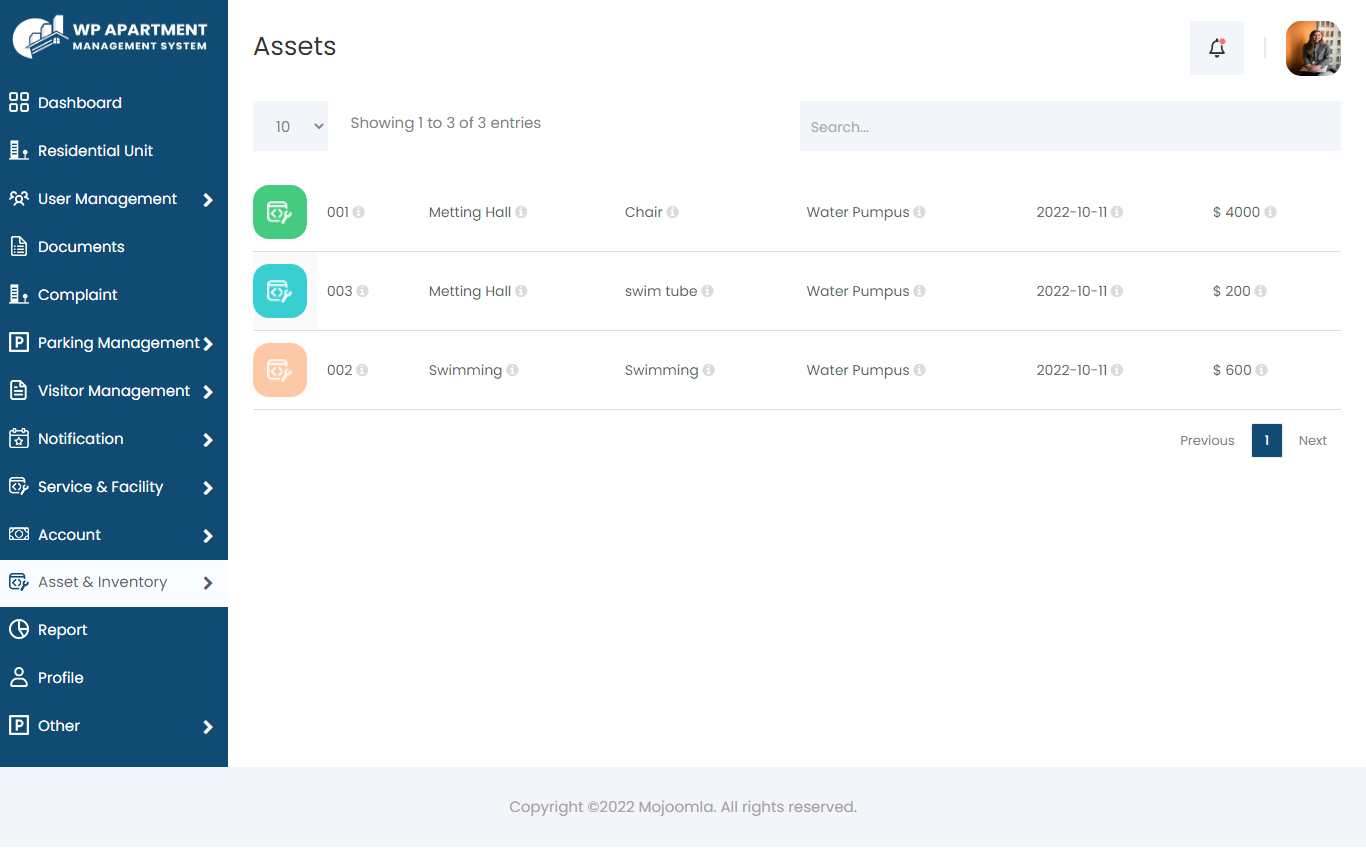 WP APARTMENT
MANAGEMENT SYSTEM
Dashboard
Residential Unit
User Management
Documents
Complaint
Parking Management
Visitor Management
Notification
Service & Facility
Account
Asset & Inventory
Report
Profile
Other
Assets
10 Showing 1 to 3 of 3 entries Search...
001 Metting Hall Chair Water Pumpus 2022-10-11 $ 4000
003 Metting Hall swim tube Water Pumpus 2022-10-11 $ 200
002 Swimming Swimming Water Pumpus 2022-10-11 $ 600
Previous 1 Next
Copyright ©2022 Mojoomla. All rights reserved.